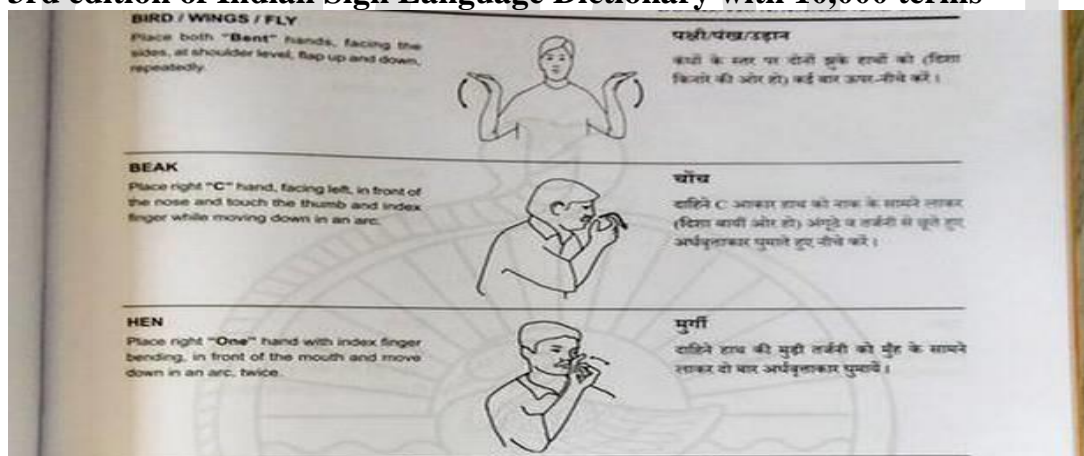 3rd edition of Indian Sign Language Dictionary with 10,000 terms
BIRD / WINGS / FLY
Place both "Bent" hands, facing the
sides, at shoulder level, flap up and down,
repeatedly.
पक्षी/पंख/उड़ान
कंधों के स्तर पर दोनों झुके हाथों को (दिशा
किनारे की ओर हो) कई बार ऊपर-नीचे करें।
BEAK
Place right "C" hand, facing left, in front of
the nose and touch the thumb and index
finger while moving down in an arc.
चोंच
दाहिने C आकार हाथ को नाक के सामने लाकर
(दिशा बायीं ओर हो) अंगूठे व तर्जनी से छूते हुए
अर्धवृत्ताकार घुमाते हुए नीचे करें।
HEN
Place right "One" hand with index finger
bending, in front of the mouth and move
down in an arc, twice.
मुर्गी
दाहिने हाथ की मुड़ी तर्जनी को मुँह के सामने
लाकर दो बार अर्धवृत्ताकार घुमायें।